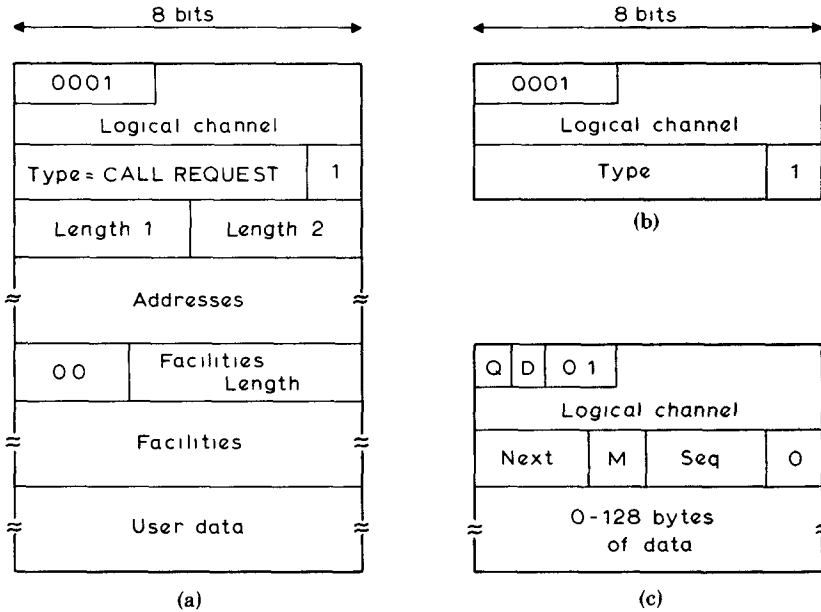 8 bits
0001
Logical channel
Type = CALL REQUEST 1
Length 1 Length 2
Addresses
00 Facilities
Length
Facilities
User data
(a)
8 bits
0001
Logical channel
Type 1
(b)
Q D 0 1
Logical channel
Next M Seq 0
0-128 bytes
of data
(c)